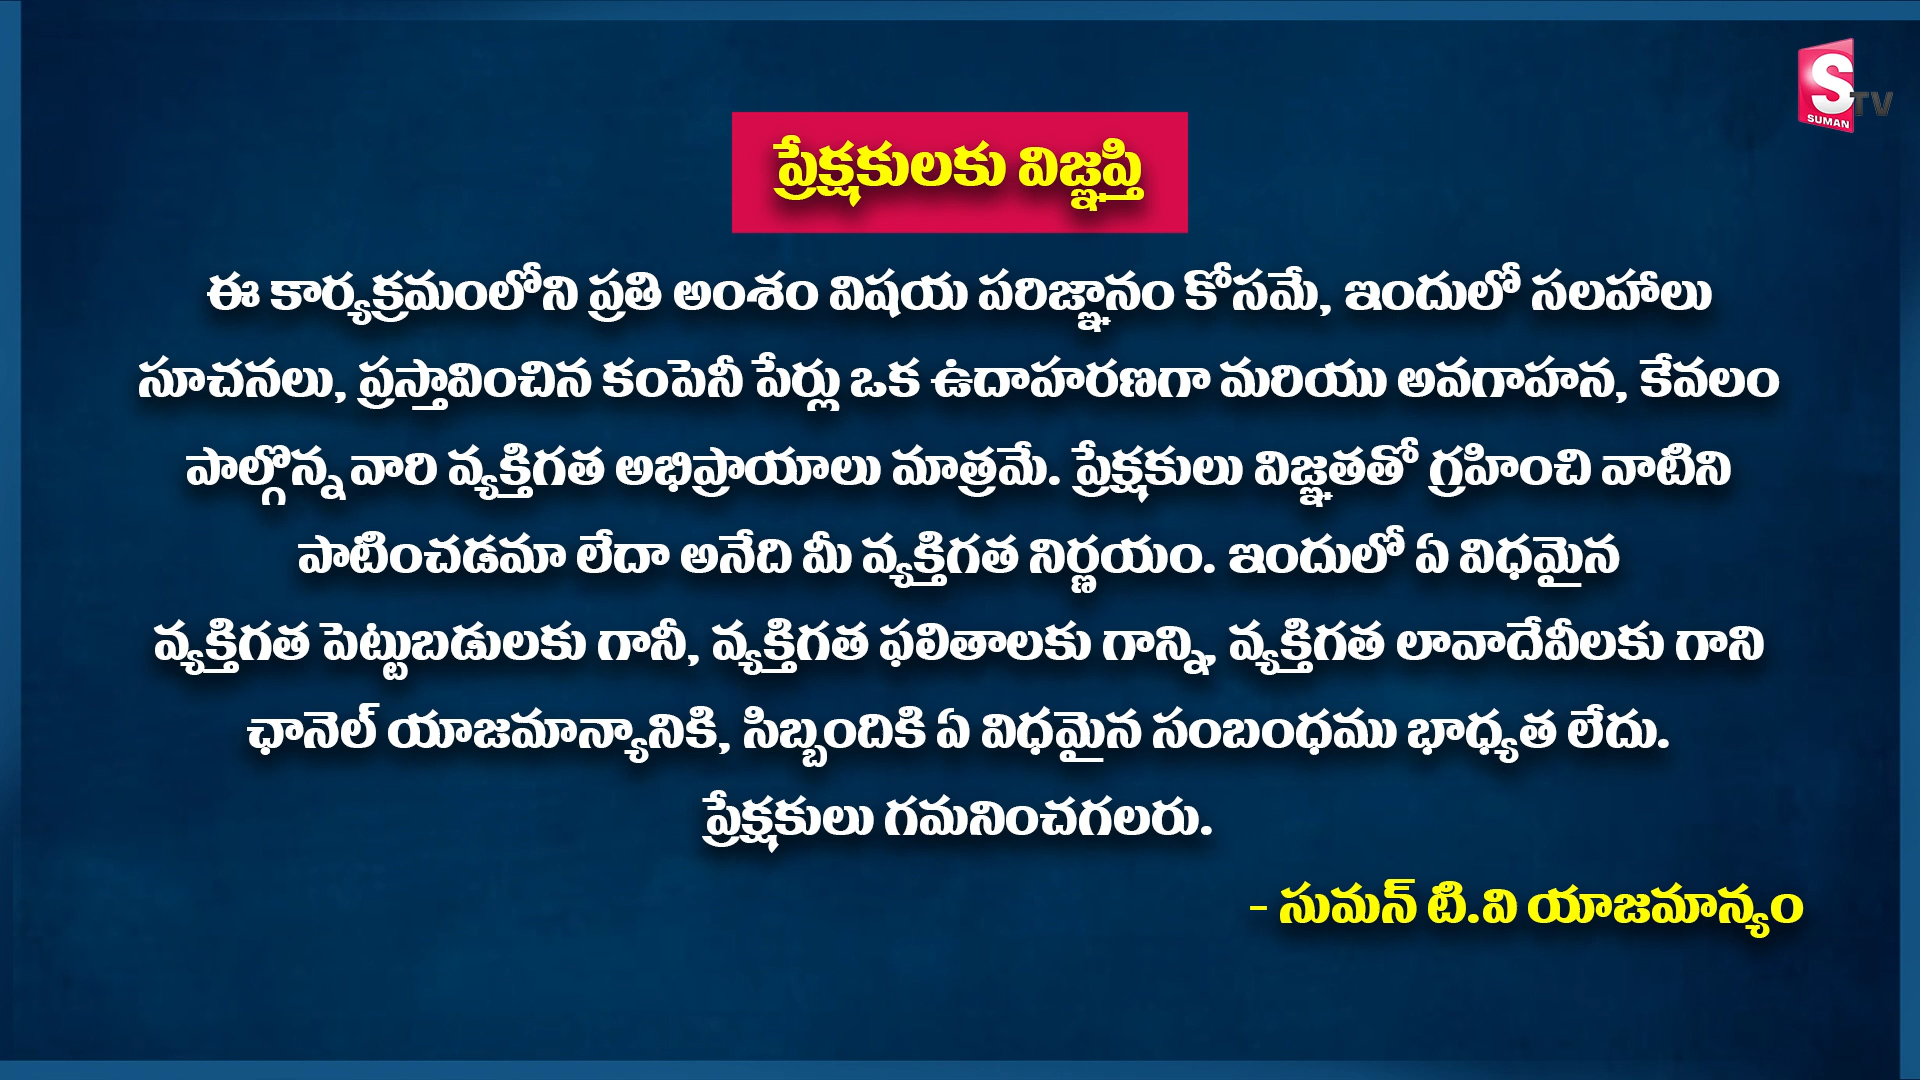 S
SUMAN
TV
ప్రేక్షకులకు విజ్ఞప్తి
ఈ కార్యక్రమంలోని ప్రతి అంశం విషయ పరిజ్ఞానం కోసమే, ఇందులో సలహాలు
సూచనలు, ప్రస్తావించిన కంపెనీ పేర్లు ఒక ఉదాహరణగా మరియు అవగాహన, కేవలం
పాల్గొన్న వారి వ్యక్తిగత అభిప్రాయాలు మాత్రమే. ప్రేక్షకులు విజ్ఞతతో గ్రహించి వాటిని
పాటించడమా లేదా అనేది మీ వ్యక్తిగత నిర్ణయం. ఇందులో ఏ విధమైన
వ్యక్తిగత పెట్టుబడులకు గానీ, వ్యక్తిగత ఫలితాలకు గాన్ని, వ్యక్తిగత లావాదేవీలకు గాని
ఛానెల్ యాజమాన్యానికి, సిబ్బందికి ఏ విధమైన సంబంధము భాధ్యత లేదు.
ప్రేక్షకులు గమనించగలరు.
- సుమన్ టి.వి యాజమాన్యం